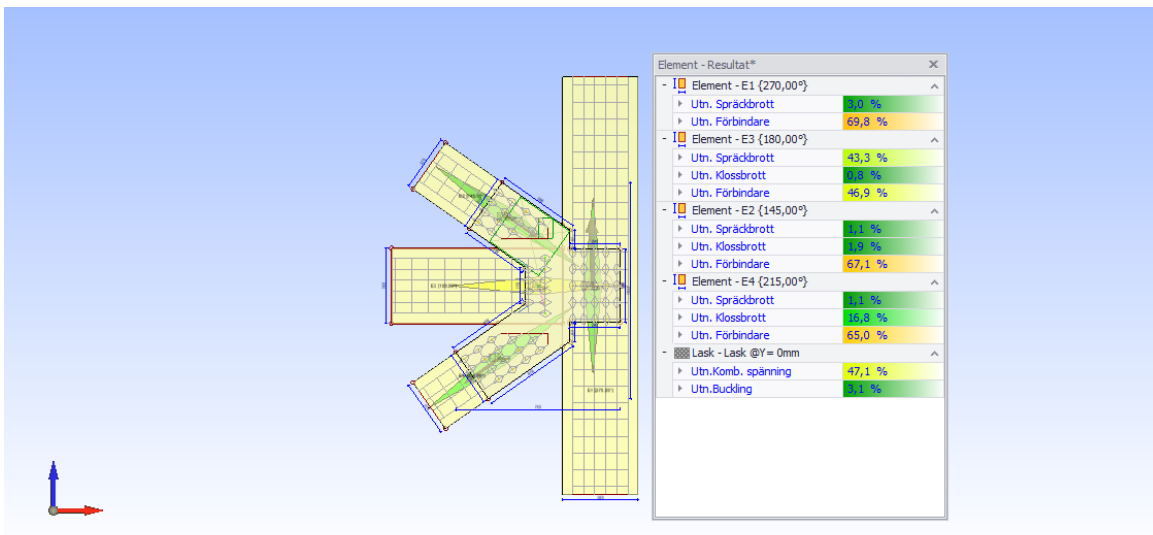 Element - Resultat*
Element - E1 {270,00°}
Utn. Spräckbrott 3,0 %
Utn. Förbindare 69,8 %
Element - E3 {180,00°}
Utn. Spräckbrott 43,3 %
Utn. Klossbrott 0,8 %
Utn. Förbindare 46,9 %
Element - E2 {145,00°}
Utn. Spräckbrott 1,1 %
Utn. Klossbrott 1,9 %
Utn. Förbindare 67,1 %
Element - E4 {215,00°}
Utn. Spräckbrott 1,1 %
Utn. Klossbrott 16,8 %
Utn. Förbindare 65,0 %
Lask - Lask @Y= 0mm
Utn.Komb. spänning 47,1 %
Utn.Buckling 3,1 %